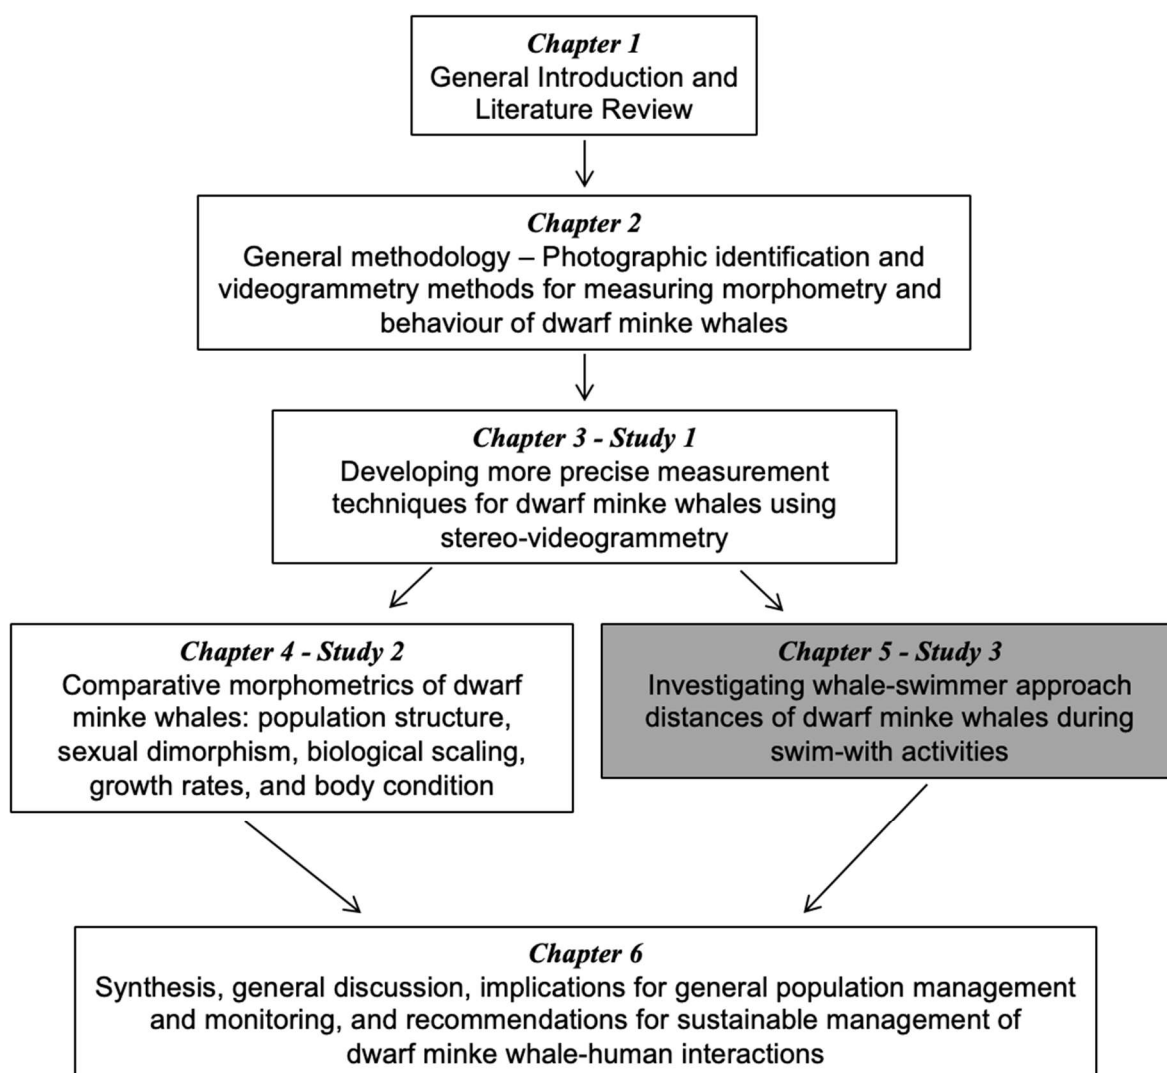 Chapter 1
General Introduction and
Literature Review
Chapter 2
General methodology – Photographic identification and
videogrammetry methods for measuring morphometry and
behaviour of dwarf minke whales
Chapter 3 - Study 1
Developing more precise measurement
techniques for dwarf minke whales using
stereo-videogrammetry
Chapter 4 - Study 2
Comparative morphometrics of dwarf
minke whales: population structure,
sexual dimorphism, biological scaling,
growth rates, and body condition
Chapter 5 - Study 3
Investigating whale-swimmer approach
distances of dwarf minke whales during
swim-with activities
Chapter 6
Synthesis, general discussion, implications for general population management
and monitoring, and recommendations for sustainable management of
dwarf minke whale-human interactions